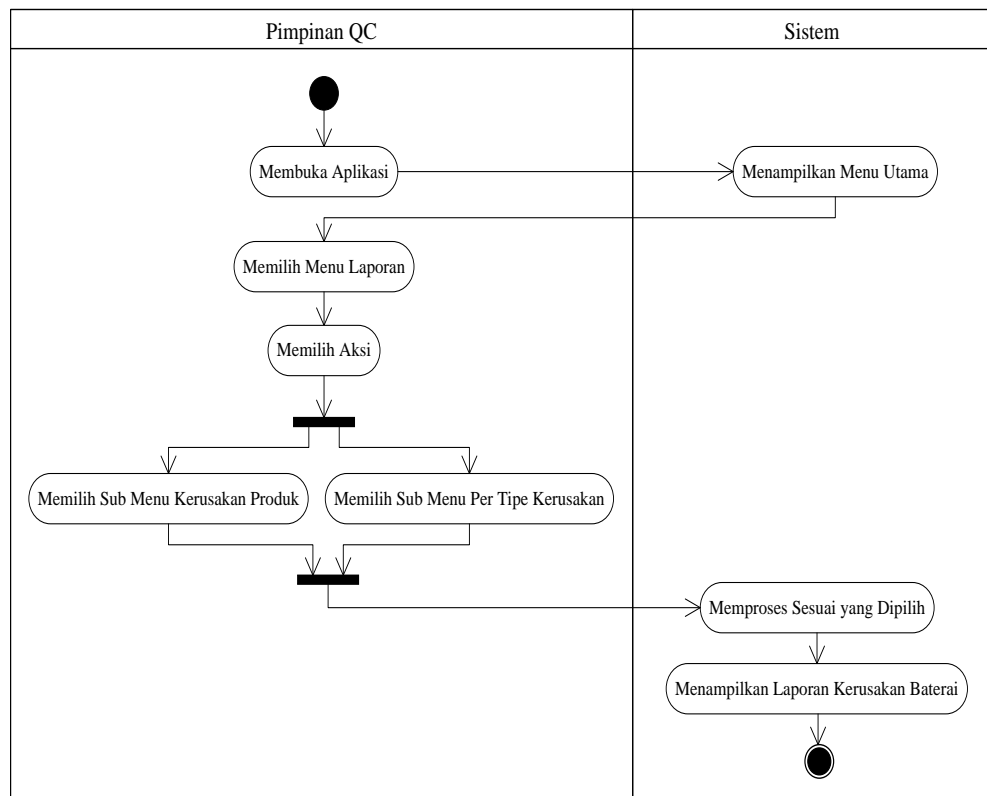 Pimpinan QC
Sistem
Membuka Aplikasi
Menampilkan Menu Utama
Memilih Menu Laporan
Memilih Aksi
Memilih Sub Menu Kerusakan Produk
Memilih Sub Menu Per Tipe Kerusakan
Memproses Sesuai yang Dipilih
Menampilkan Laporan Kerusakan Baterai